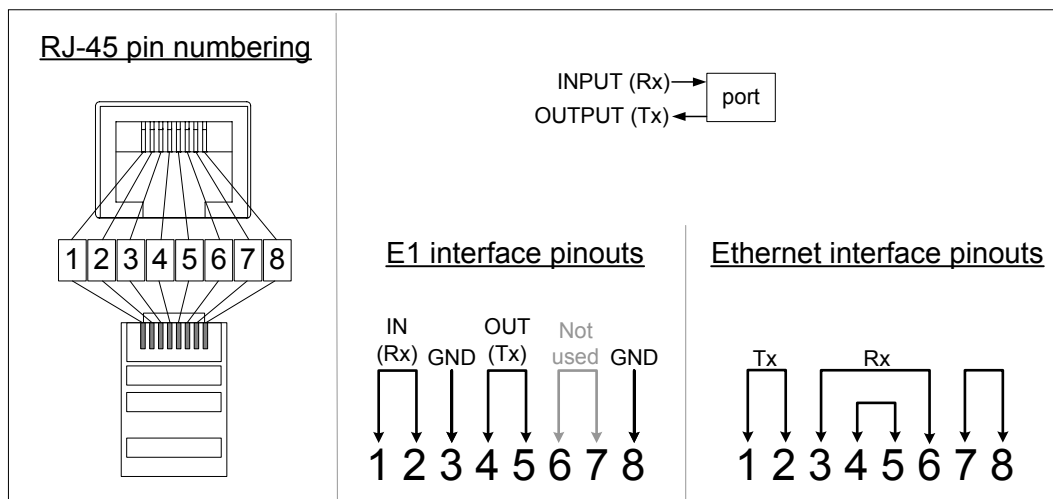 RJ-45 pin numbering
1 2 3 4 5 6 7 8
INPUT (Rx)
OUTPUT (Tx)
port
E1 interface pinouts
IN
(Rx)
GND
OUT
(Tx)
Not
used
GND
1 2 3 4 5 6 7 8
Ethernet interface pinouts
Tx
Rx
1 2 3 4 5 6 7 8